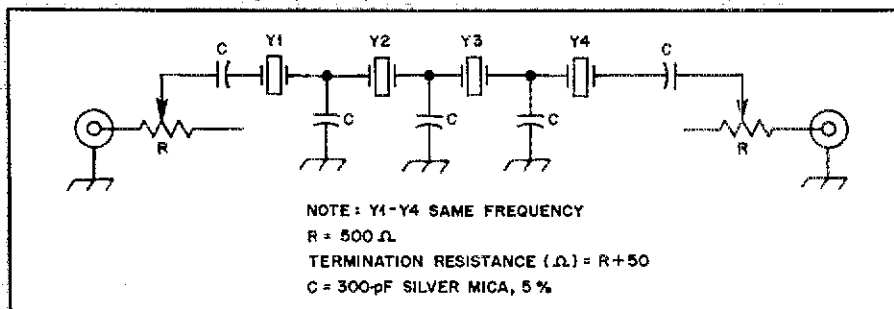 C Y1 Y2 Y3 Y4 C
C C C
R R
NOTE: Y1-Y4 SAME FREQUENCY
R = 500 Ω
TERMINATION RESISTANCE (Ω) = R+50
C = 300-pF SILVER MICA, 5%